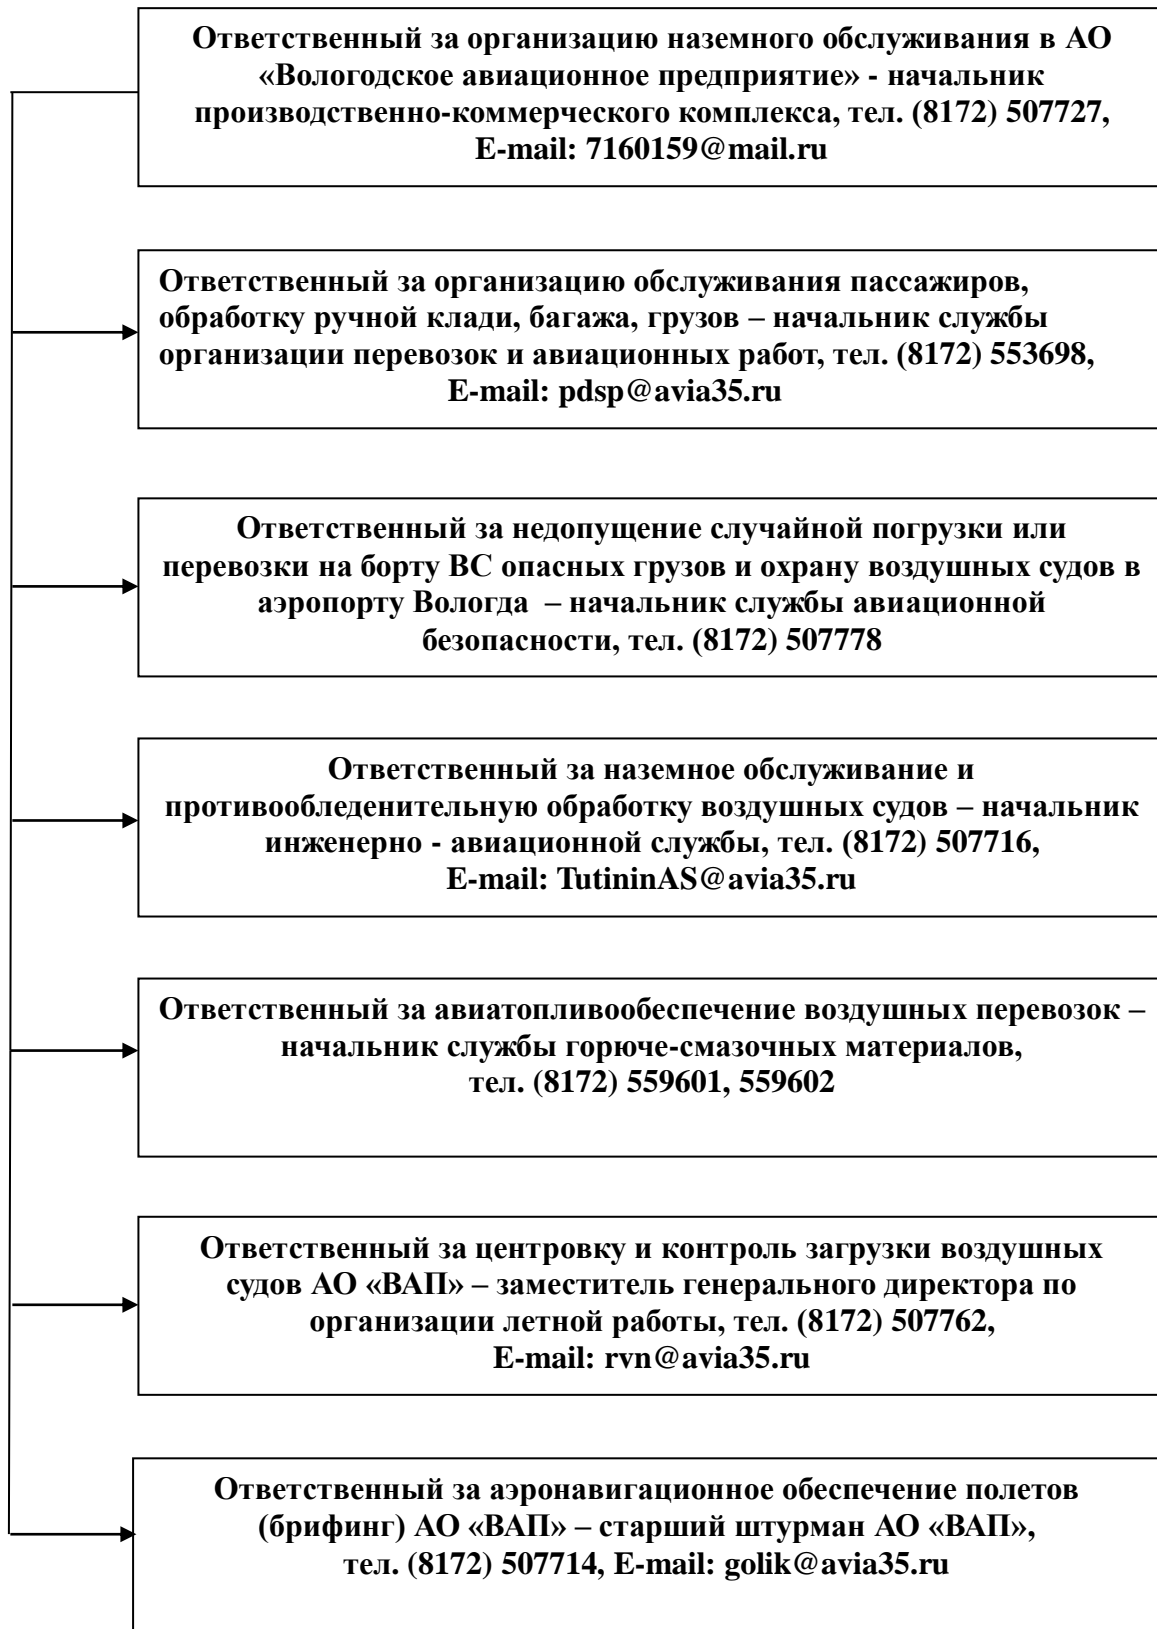 Ответственный за организацию наземного обслуживания в АО
«Вологодское авиационное предприятие» - начальник
производственно-коммерческого комплекса, тел. (8172) 507727,
E-mail: 7160159@mail.ru
Ответственный за организацию обслуживания пассажиров,
обработку ручной клади, багажа, грузов – начальник службы
организации перевозок и авиационных работ, тел. (8172) 553698,
E-mail: pdsp@avia35.ru
Ответственный за недопущение случайной погрузки или
перевозки на борту ВС опасных грузов и охрану воздушных судов в
аэропорту Вологда – начальник службы авиационной
безопасности, тел. (8172) 507778
Ответственный за наземное обслуживание и
противообледенительную обработку воздушных судов – начальник
инженерно - авиационной службы, тел. (8172) 507716,
E-mail: TutininAS@avia35.ru
Ответственный за авиатопливообеспечение воздушных перевозок –
начальник службы горюче-смазочных материалов,
тел. (8172) 559601, 559602
Ответственный за центровку и контроль загрузки воздушных
судов АО «ВАП» – заместитель генерального директора по
организации летной работы, тел. (8172) 507762,
E-mail: rvn@avia35.ru
Ответственный за аэронавигационное обеспечение полетов
(брифинг) АО «ВАП» – старший штурман АО «ВАП»,
тел. (8172) 507714, E-mail: golik@avia35.ru